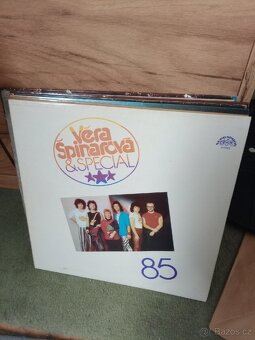 Věra
Špinarová
& SPECIAL
85
Bazos.cz